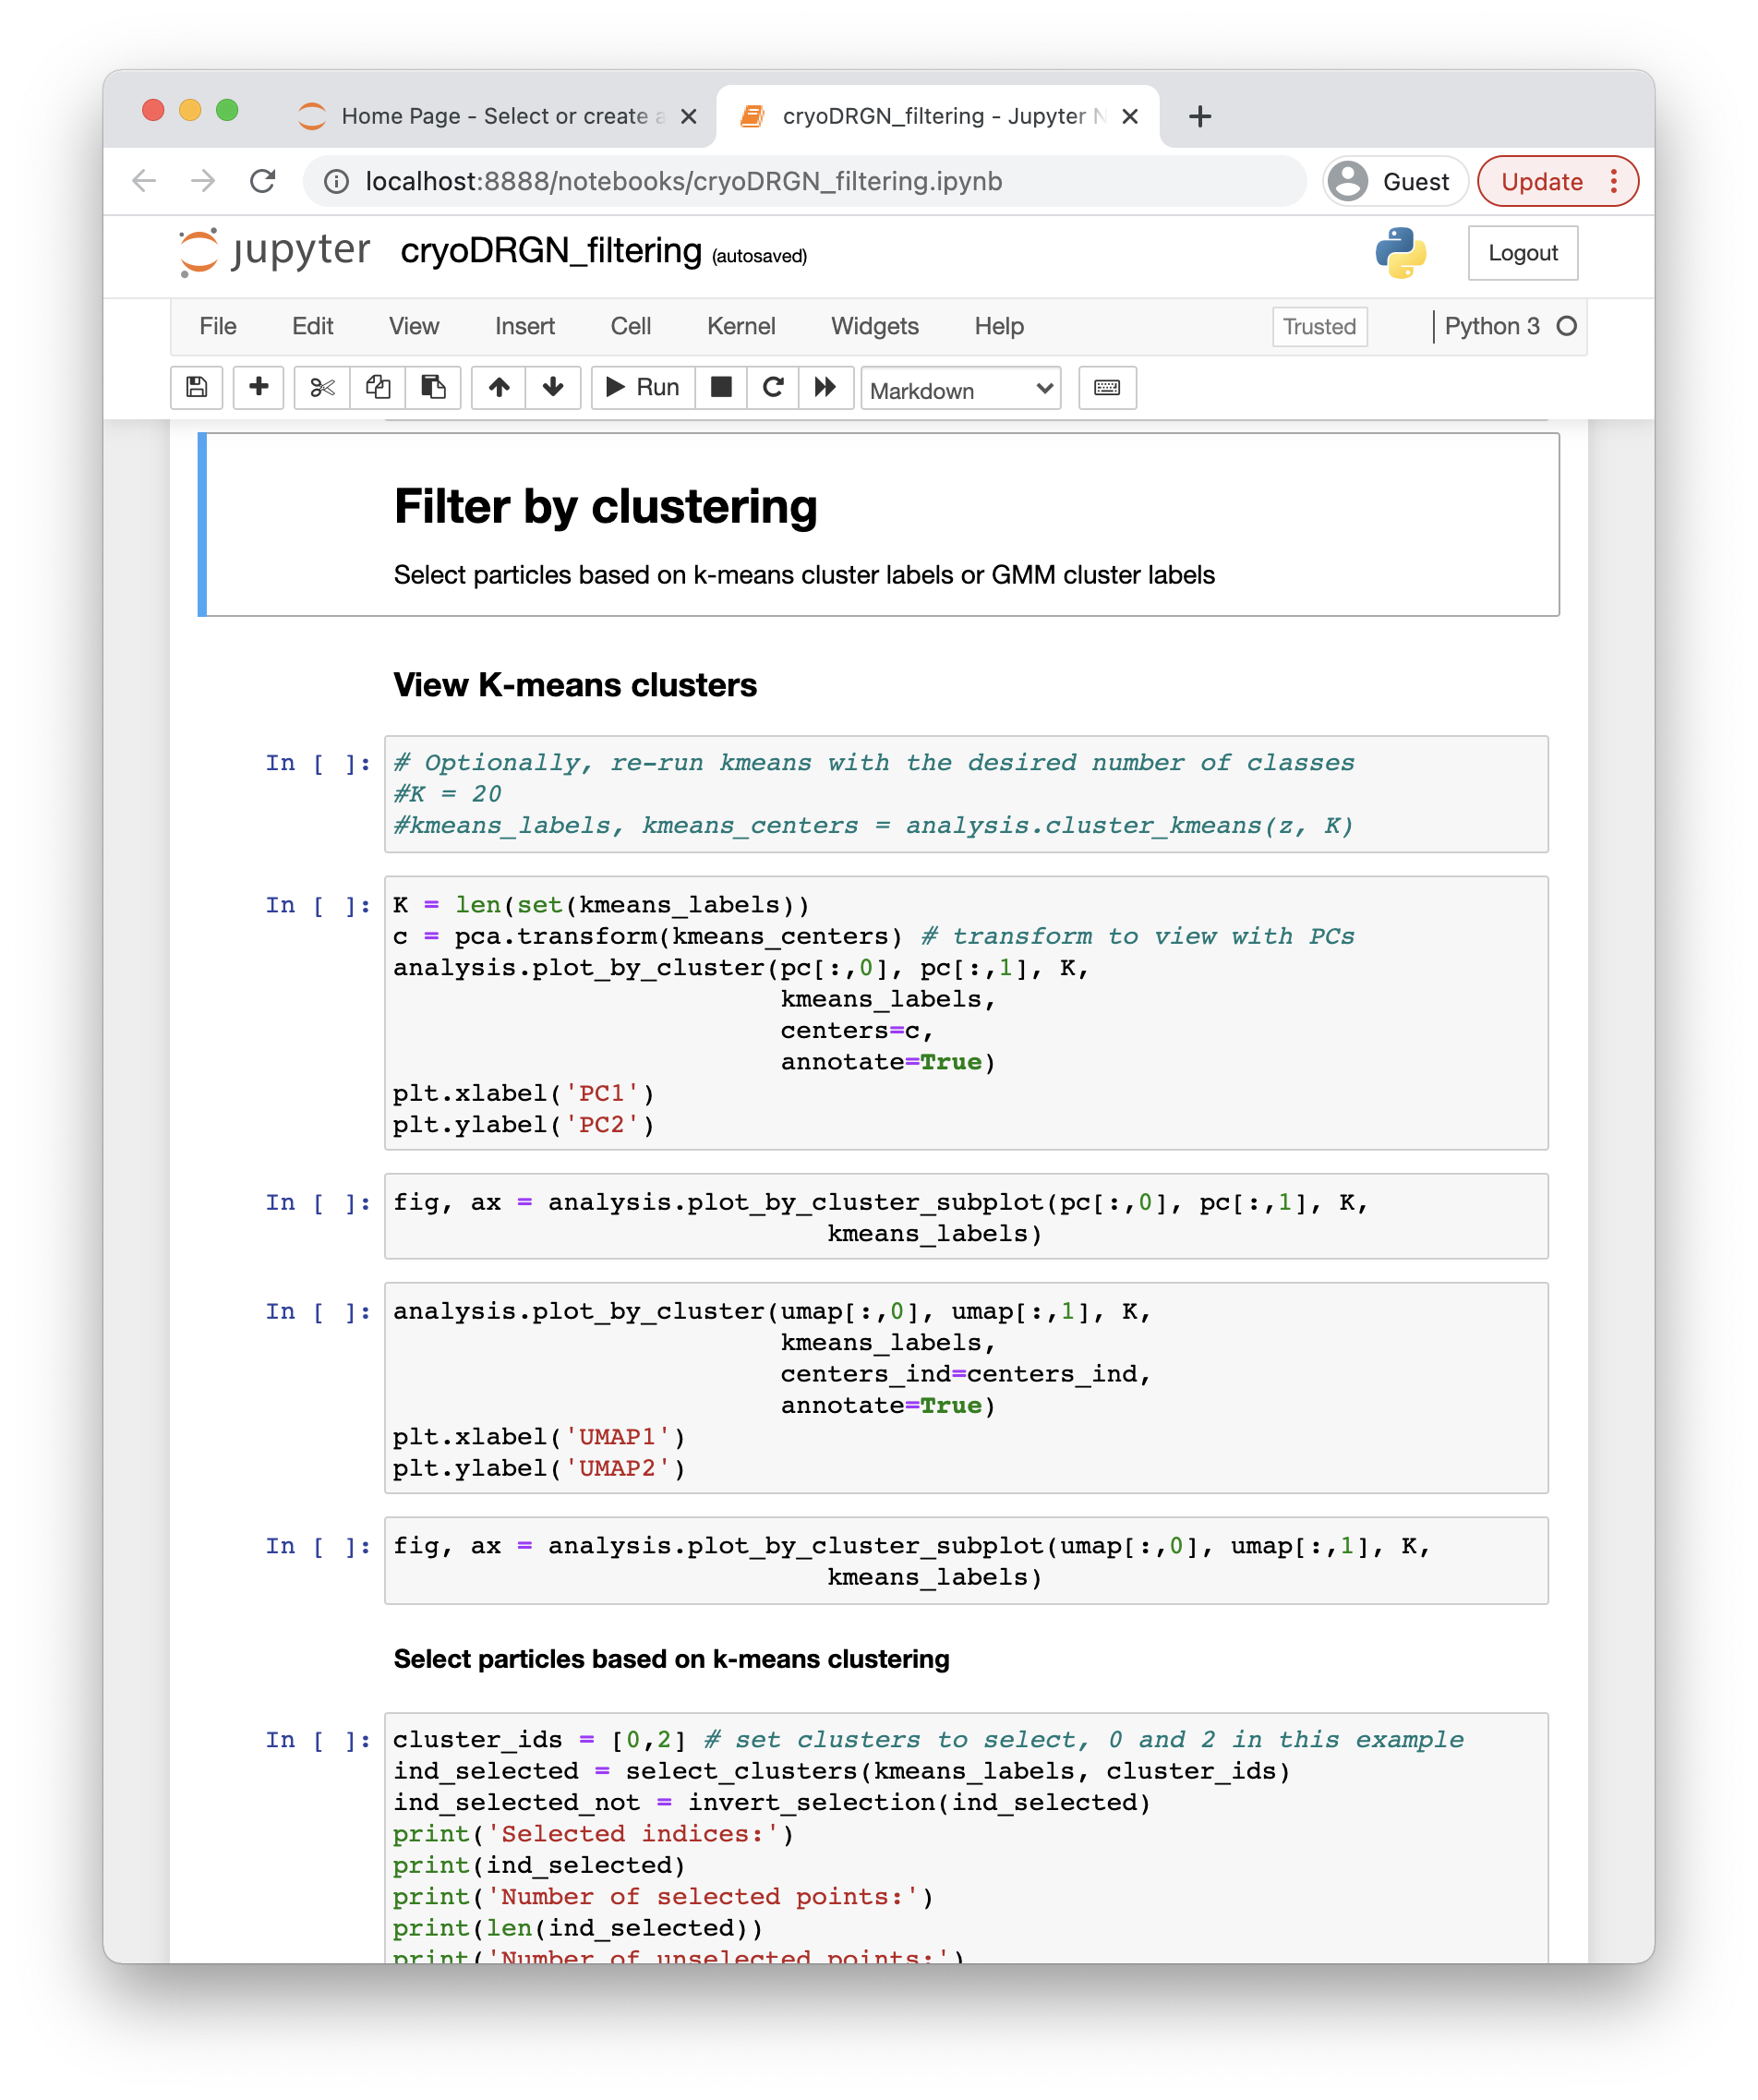 Home Page - Select or create a
cryoDRGN_filtering - Jupyter N
localhost:8888/notebooks/cryoDRGN_filtering.ipynb
Guest
Update
jupyter cryoDRGN_filtering (autosaved)
Logout
File Edit View Insert Cell Kernel Widgets Help
Trusted
Python 3
Run
Markdown
Filter by clustering
Select particles based on k-means cluster labels or GMM cluster labels
View K-means clusters
In [ ]: # Optionally, re-run kmeans with the desired number of classes
#K = 20
#kmeans_labels, kmeans_centers = analysis.cluster_kmeans(z, K)
In [ ]: K = len(set(kmeans_labels))
c = pca.transform(kmeans_centers) # transform to view with PCs
analysis.plot_by_cluster(pc[:,0], pc[:,1], K,
kmeans_labels,
centers=c,
annotate=True)
plt.xlabel('PC1')
plt.ylabel('PC2')
In [ ]: fig, ax = analysis.plot_by_cluster_subplot(pc[:,0], pc[:,1], K,
kmeans_labels)
In [ ]: analysis.plot_by_cluster(umap[:,0], umap[:,1], K,
kmeans_labels,
centers_ind=centers_ind,
annotate=True)
plt.xlabel('UMAP1')
plt.ylabel('UMAP2')
In [ ]: fig, ax = analysis.plot_by_cluster_subplot(umap[:,0], umap[:,1], K,
kmeans_labels)
Select particles based on k-means clustering
In [ ]: cluster_ids = [0,2] # set clusters to select, 0 and 2 in this example
ind_selected = select_clusters(kmeans_labels, cluster_ids)
ind_selected_not = invert_selection(ind_selected)
print('Selected indices:')
print(ind_selected)
print('Number of selected points:')
print(len(ind_selected))
print('Number of unselected points:')